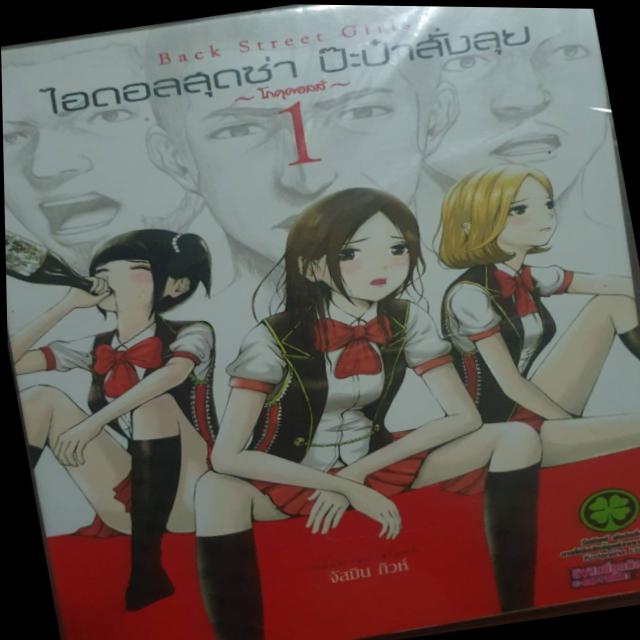 Back Street Girls
ไอดอลสุดซ่า ป๊ะป๋าสั่งลุย
~ โกคุดอลส์ ~
1
จัสมิน กิวห์